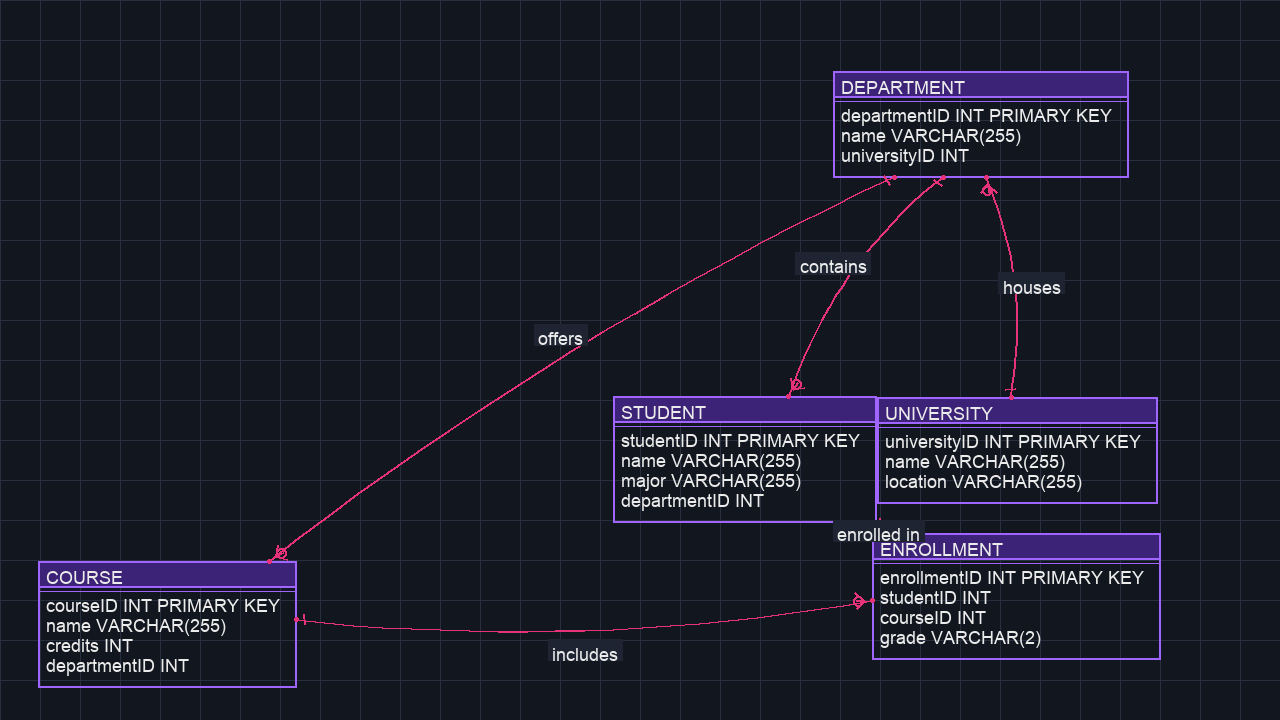 DEPARTMENT
departmentID INT PRIMARY KEY
name VARCHAR(255)
universityID INT
contains
houses
offers
STUDENT
studentID INT PRIMARY KEY
name VARCHAR(255)
major VARCHAR(255)
departmentID INT
UNIVERSITY
universityID INT PRIMARY KEY
name VARCHAR(255)
location VARCHAR(255)
enrolled in
ENROLLMENT
enrollmentID INT PRIMARY KEY
studentID INT
courseID INT
grade VARCHAR(2)
COURSE
courseID INT PRIMARY KEY
name VARCHAR(255)
credits INT
departmentID INT
includes